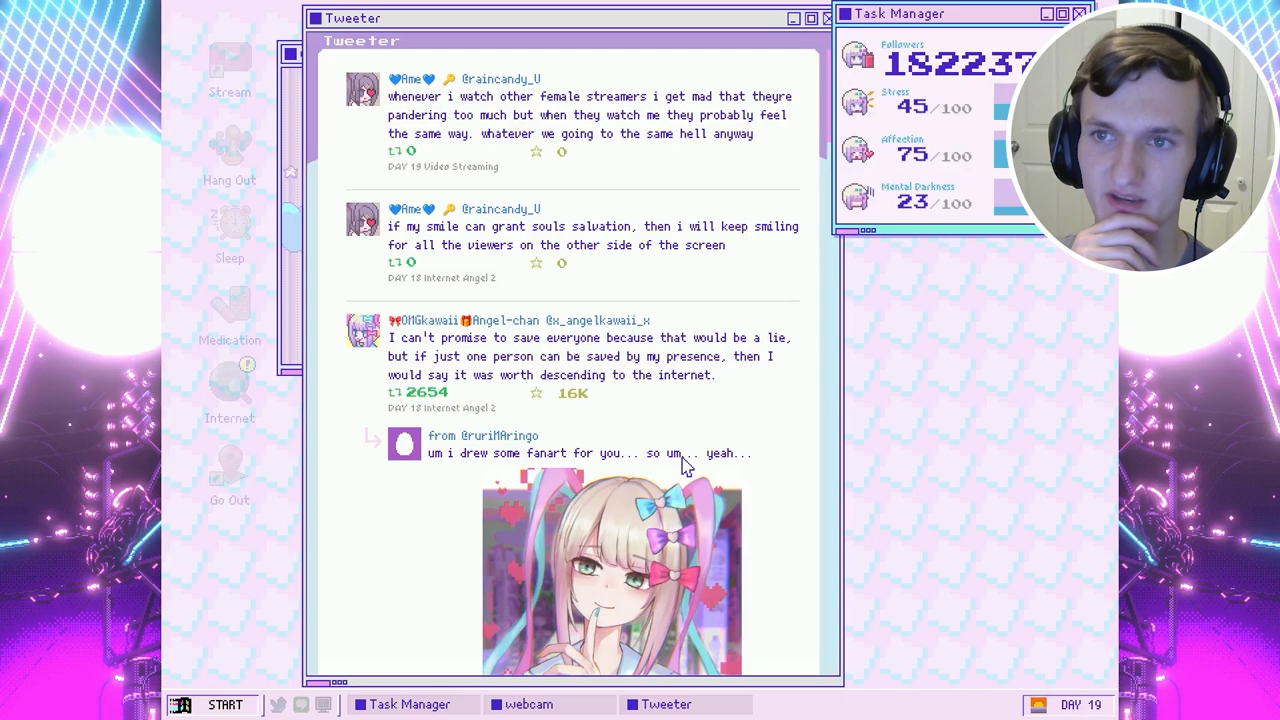 Tweeter
Tweeter
♥Ame♥ 🔑 @raincandy_U
whenever i watch other female streamers i get mad that theyre
pandering too much but when they watch me they probably feel
the same way. whatever we going to the same hell anyway
0 0
DAY 19 Video Streaming
♥Ame♥ 🔑 @raincandy_U
if my smile can grant souls salvation, then i will keep smiling
for all the viewers on the other side of the screen
0 0
DAY 18 Internet Angel 2
🎀OMGkawaii🎁Angel-chan @x_angelkawaii_x
I can't promise to save everyone because that would be a lie,
but if just one person can be saved by my presence, then I
would say it was worth descending to the internet.
2654 16K
DAY 18 Internet Angel 2
from @ruriMARingo
um i drew some fanart for you... so um... yeah...
Task Manager
Followers
182237
Stress
45/100
Affection
75/100
Mental Darkness
23/100
Stream
Hang Out
Sleep
Medication
Internet
Go Out
START
Task Manager
webcam
Tweeter
DAY 19